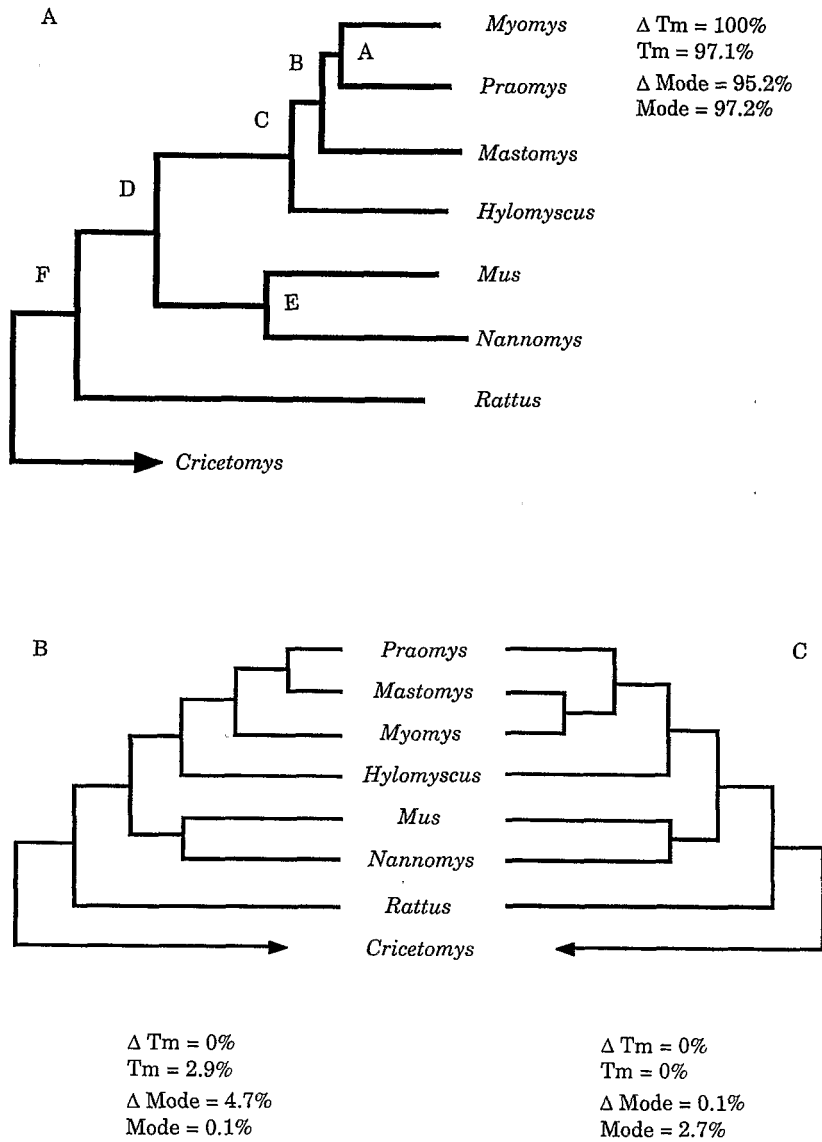 A
Myomys
Δ Tm = 100%
Tm = 97.1%
B
A
Praomys
Δ Mode = 95.2%
Mode = 97.2%
C
Mastomys
D
Hylomyscus
F
Mus
E
Nannomys
Rattus
Cricetomys
B
Praomys
C
Mastomys
Myomys
Hylomyscus
Mus
Nannomys
Rattus
Cricetomys
Δ Tm = 0%
Tm = 2.9%
Δ Mode = 4.7%
Mode = 0.1%
Δ Tm = 0%
Tm = 0%
Δ Mode = 0.1%
Mode = 2.7%